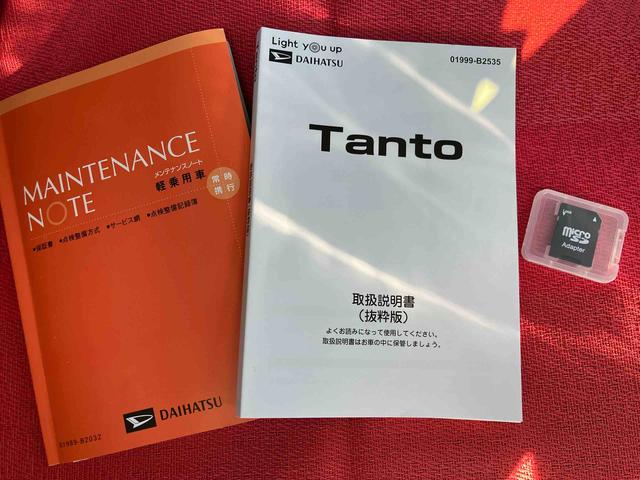 MAINTENANCE
NOTE
メンテナンスノート
軽乗用車
常時
携行
•保証書 •点検整備方式 •サービス網 •点検整備記録簿
DAIHATSU
01999-B2032
Light you up
DAIHATSU
01999-B2535
Tanto
取扱説明書
(抜粋版)
よくお読みになって使用してください。
取扱説明書はお車の中に保管しましょう。
micro
SD
Adapter